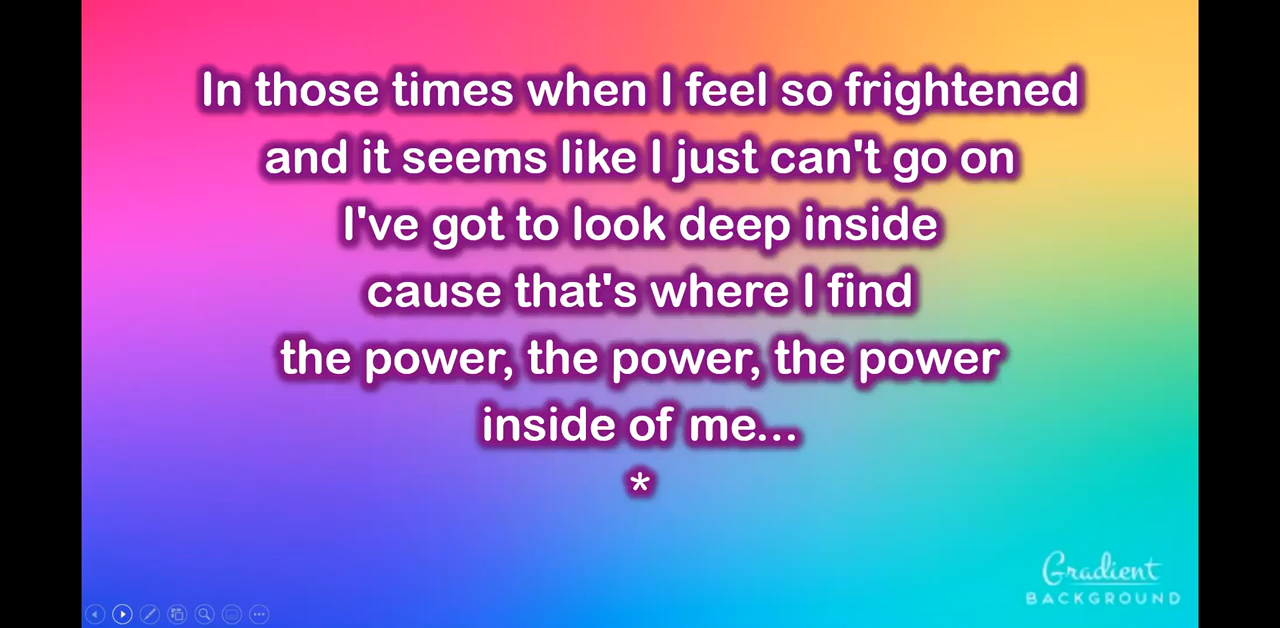 In those times when I feel so frightened
and it seems like I just can't go on
I've got to look deep inside
cause that's where I find
the power, the power, the power
inside of me...
*
Gradient
BACKGROUND